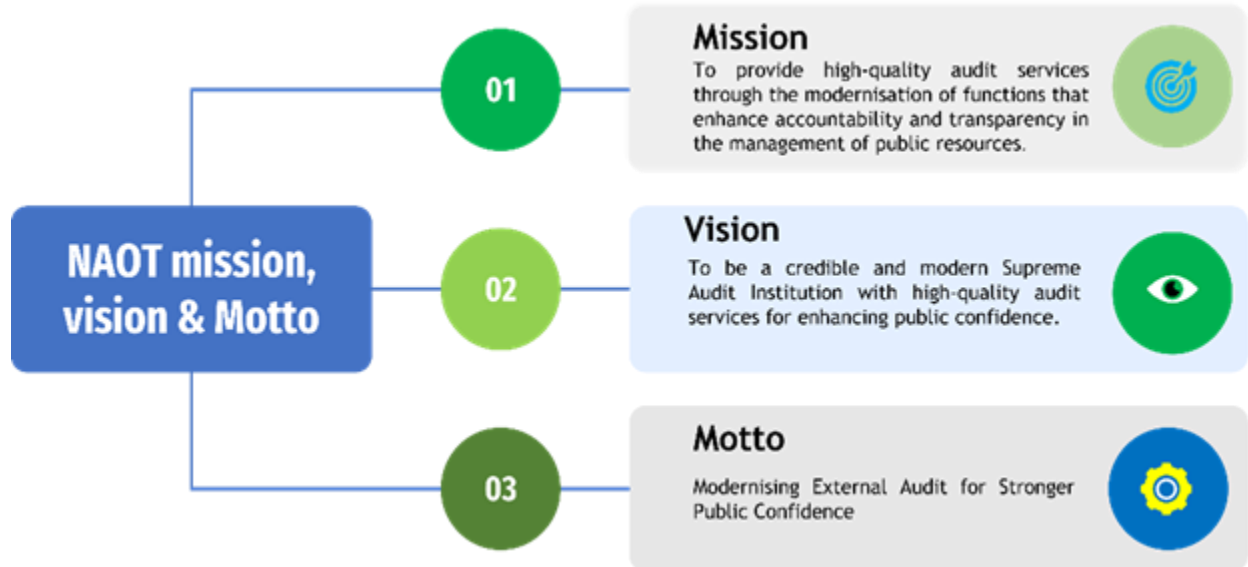 NAOT mission,
vision & Motto
01
Mission
To provide high-quality audit services
through the modernisation of functions that
enhance accountability and transparency in
the management of public resources.
02
Vision
To be a credible and modern Supreme
Audit Institution with high-quality audit
services for enhancing public confidence.
03
Motto
Modernising External Audit for Stronger
Public Confidence